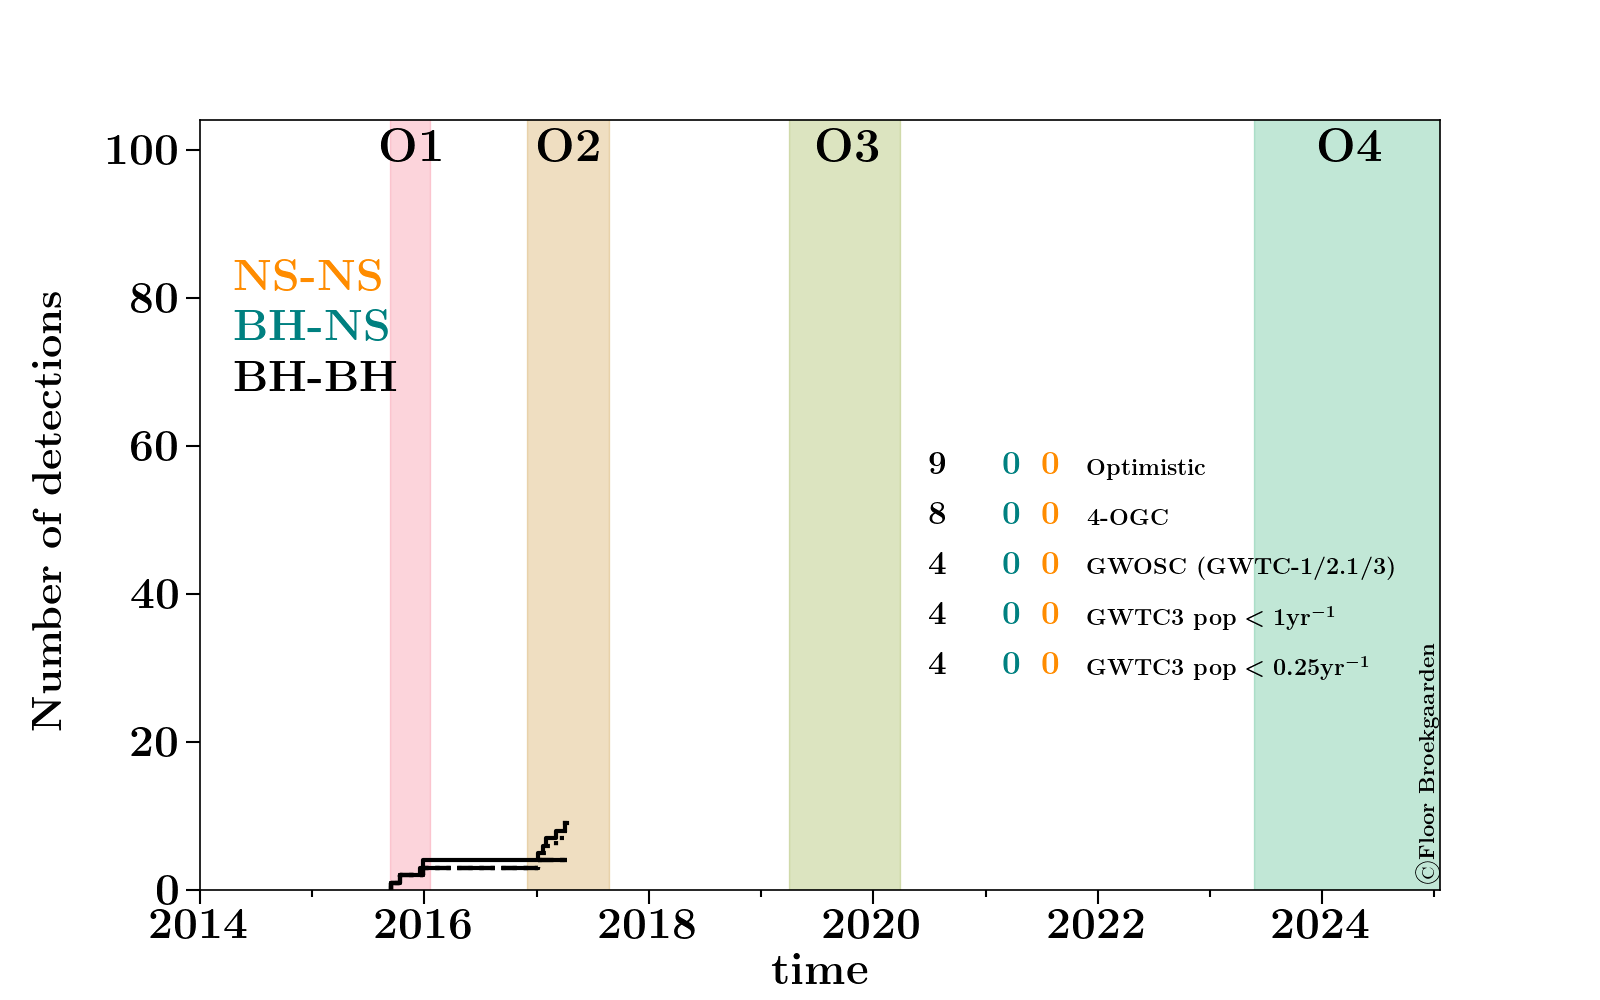 O1 O2 O3 O4
100
80
60
40
20
0
Number of detections
NS-NS
BH-NS
BH-BH
9 0 0 Optimistic
8 0 0 4-OGC
4 0 0 GWOSC (GWTC-1/2.1/3)
4 0 0 GWTC3 pop < 1yr⁻¹
4 0 0 GWTC3 pop < 0.25yr⁻¹
©Floor Broekgaarden
2014 2016 2018 2020 2022 2024
time